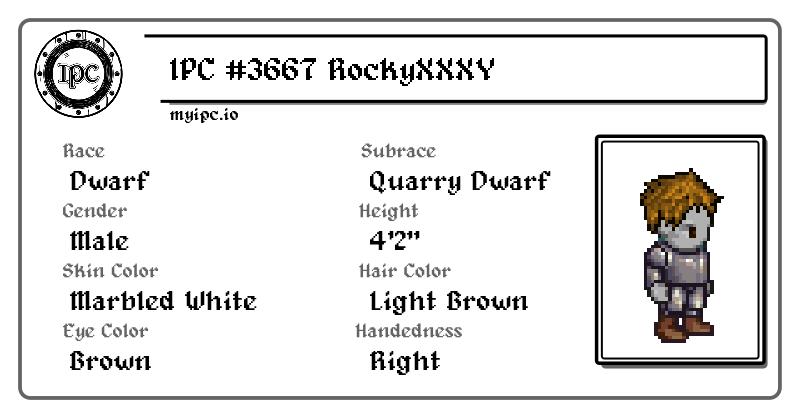 IPC
IPC #3667 RockyXXXY
myipc.io
Race
Dwarf
Subrace
Quarry Dwarf
Gender
Male
Height
4'2"
Skin Color
Marbled White
Hair Color
Light Brown
Eye Color
Brown
Handedness
Right